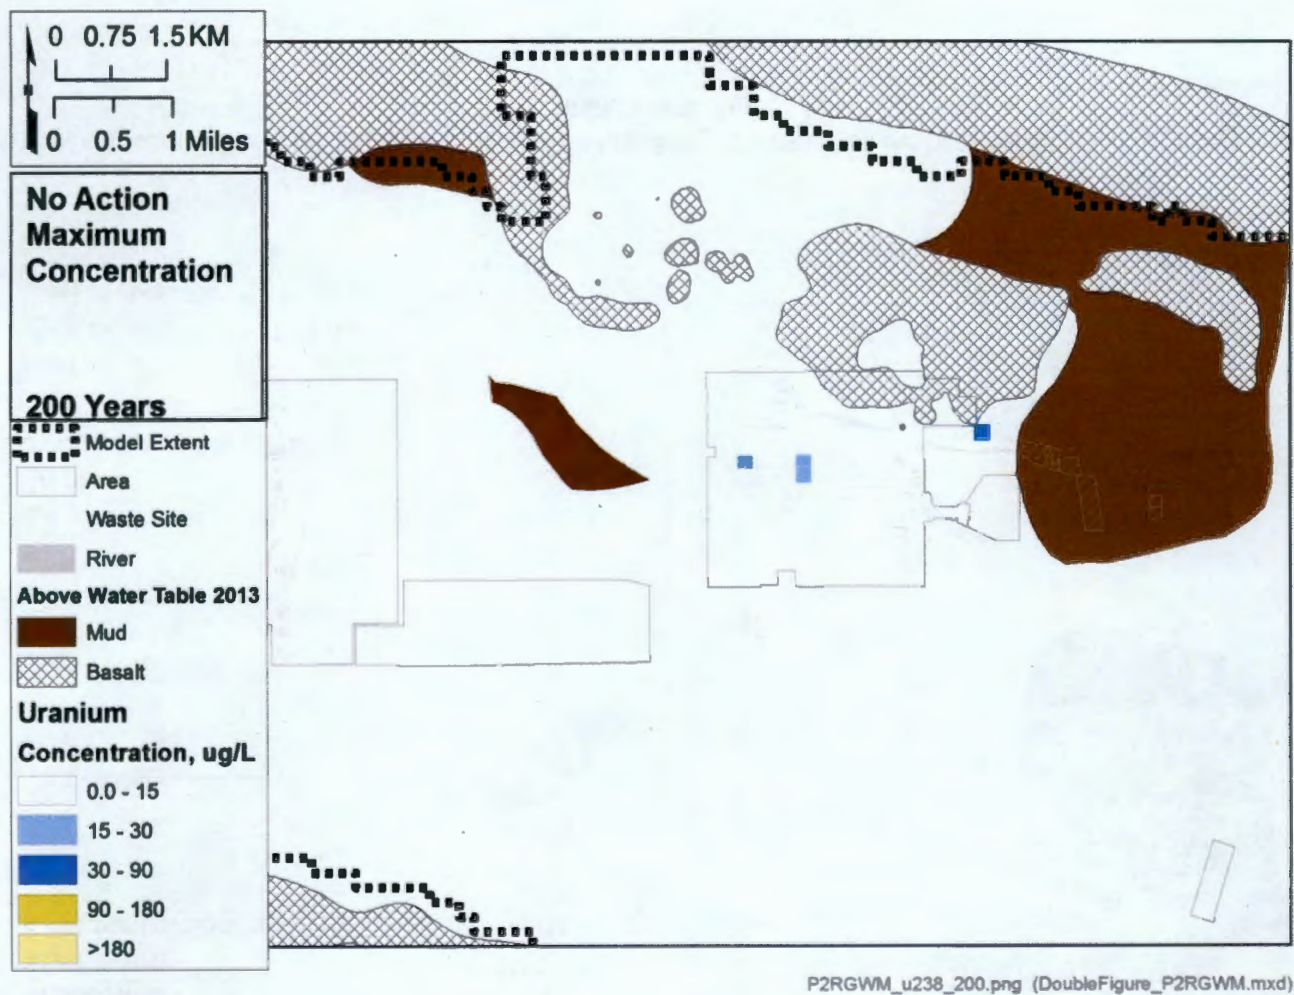 0 0.75 1.5 KM
0 0.5 1 Miles
No Action
Maximum
Concentration
200 Years
Model Extent
Area
Waste Site
River
Above Water Table 2013
Mud
Basalt
Uranium
Concentration, ug/L
0.0 - 15
15 - 30
30 - 90
90 - 180
>180
P2RGWM_u238_200.png (DoubleFigure_P2RGWM.mxd)